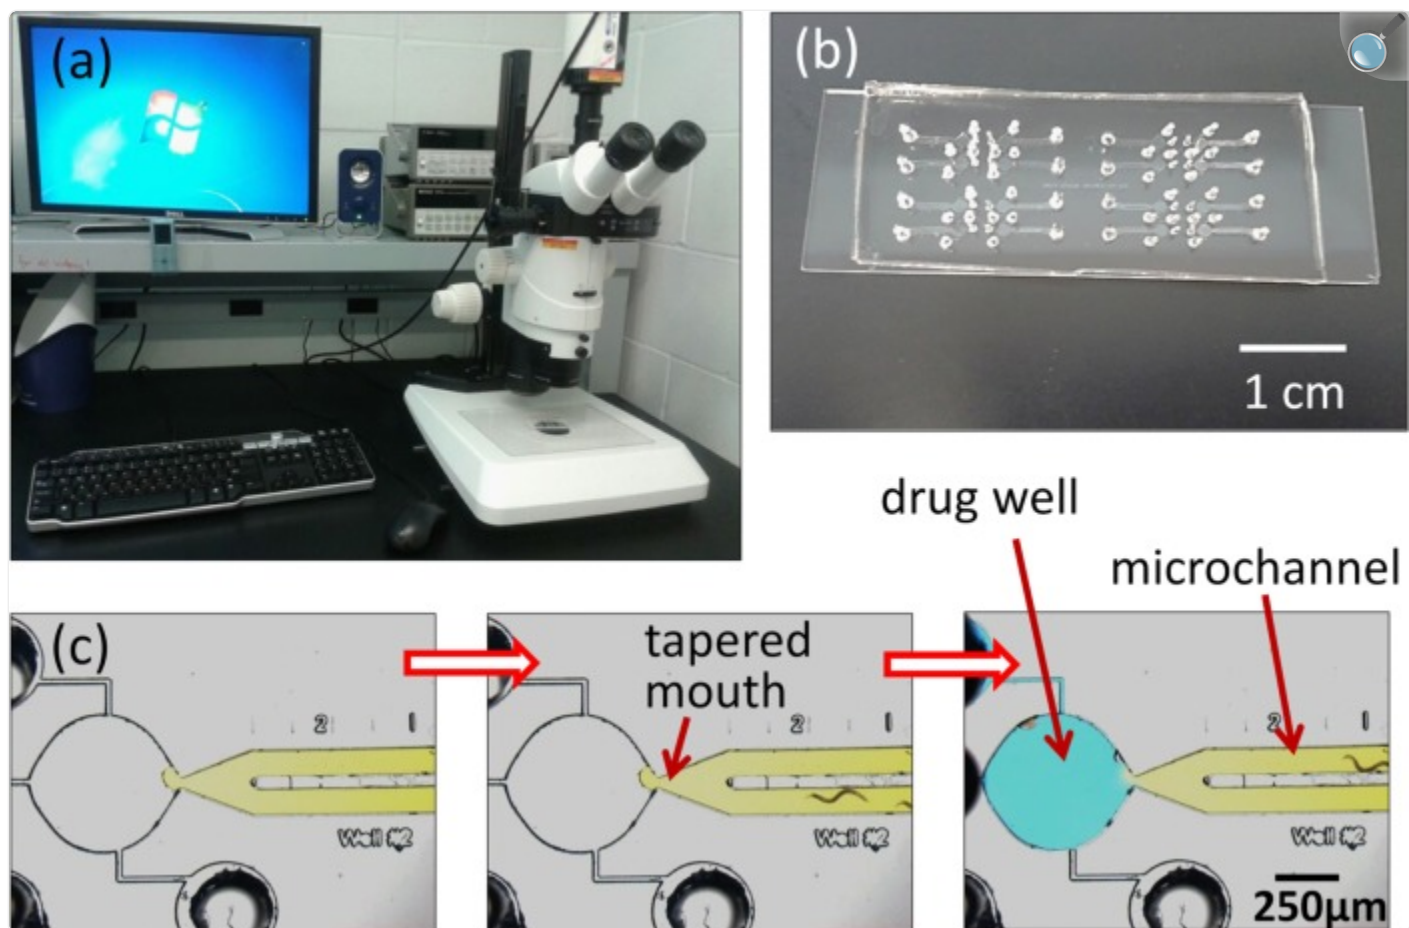 (a)
DELL
(b)
1 cm
drug well
microchannel
(c)
tapered
mouth
2 1
2 1
2 1
Well #2
Well #2
Well #2
250µm